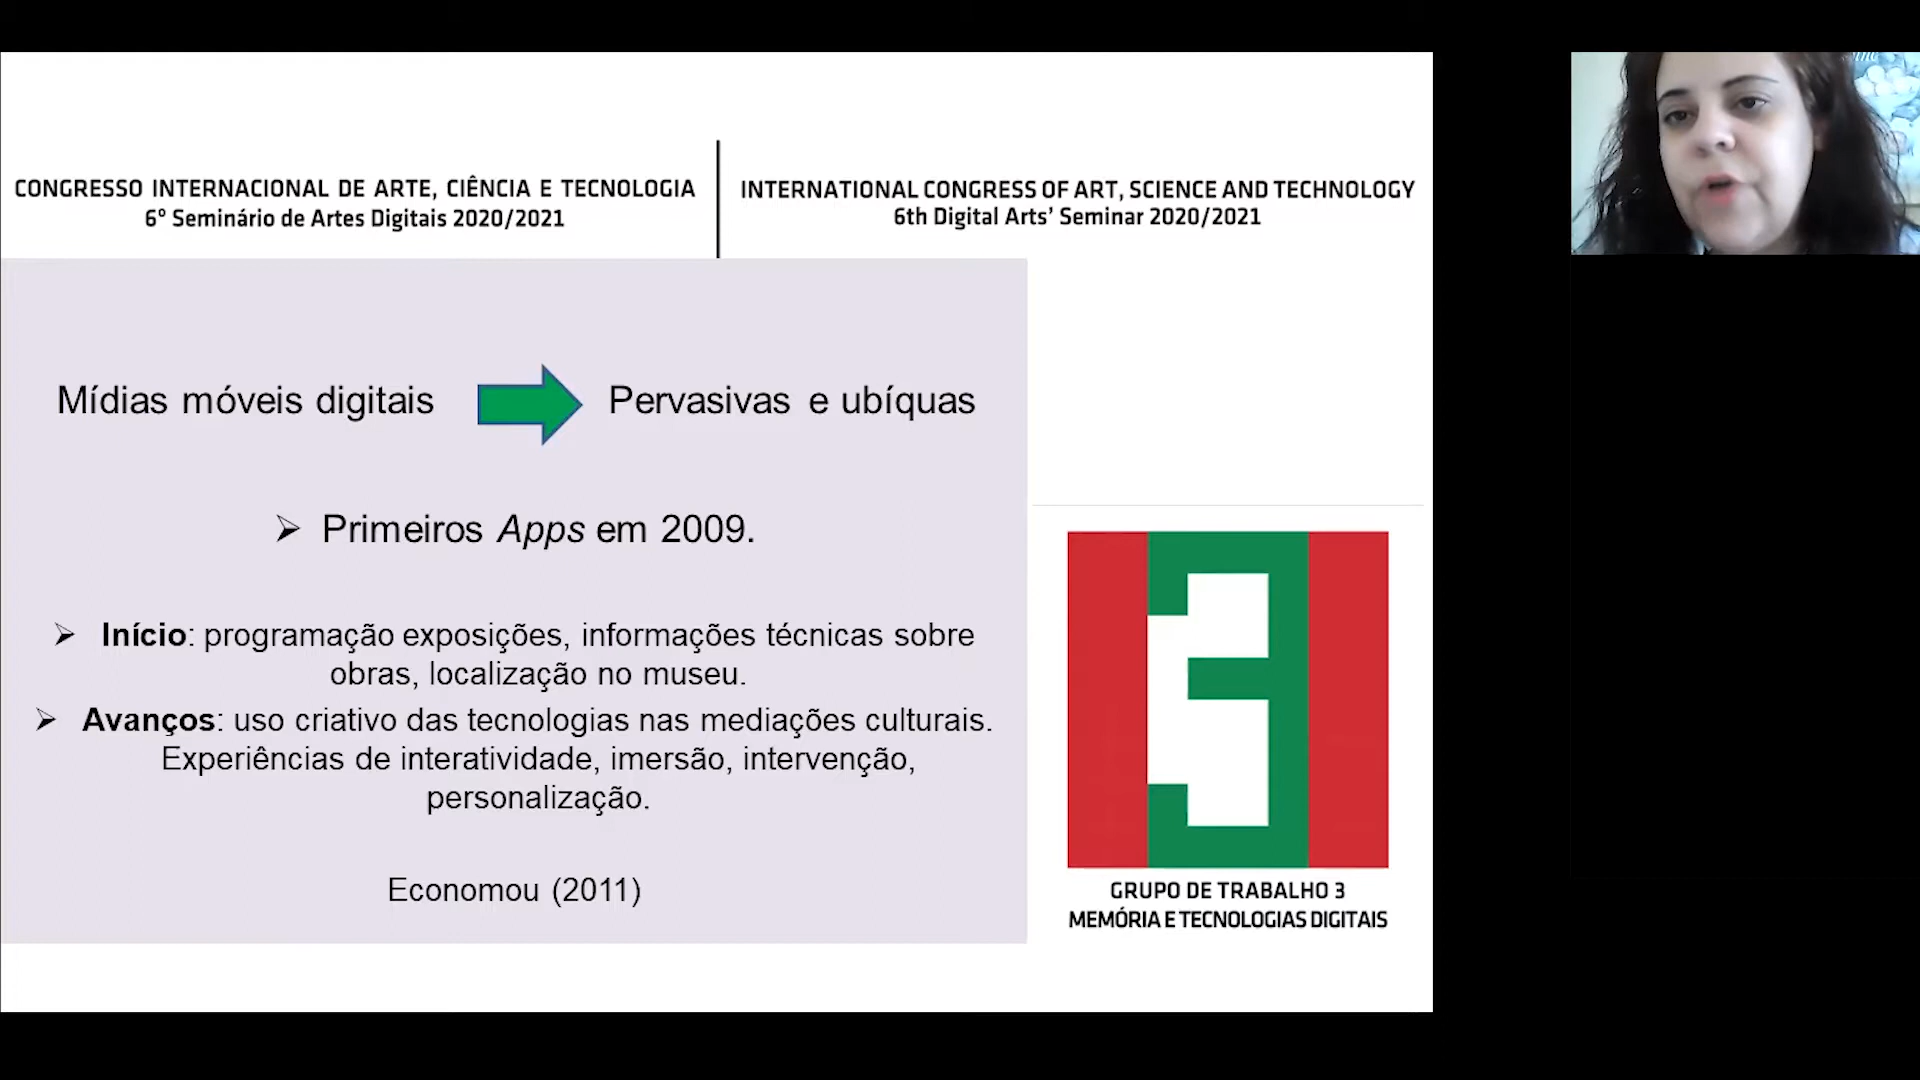 CONGRESSO INTERNACIONAL DE ARTE, CIÊNCIA E TECNOLOGIA
6º Seminário de Artes Digitais 2020/2021
INTERNATIONAL CONGRESS OF ART, SCIENCE AND TECHNOLOGY
6th Digital Arts’ Seminar 2020/2021
Mídias móveis digitais
Pervasivas e ubíquas
➢ Primeiros Apps em 2009.
➢ Início: programação exposições, informações técnicas sobre
obras, localização no museu.
➢ Avanços: uso criativo das tecnologias nas mediações culturais.
Experiências de interatividade, imersão, intervenção,
personalização.
Economou (2011)
3
GRUPO DE TRABALHO 3
MEMÓRIA E TECNOLOGIAS DIGITAIS